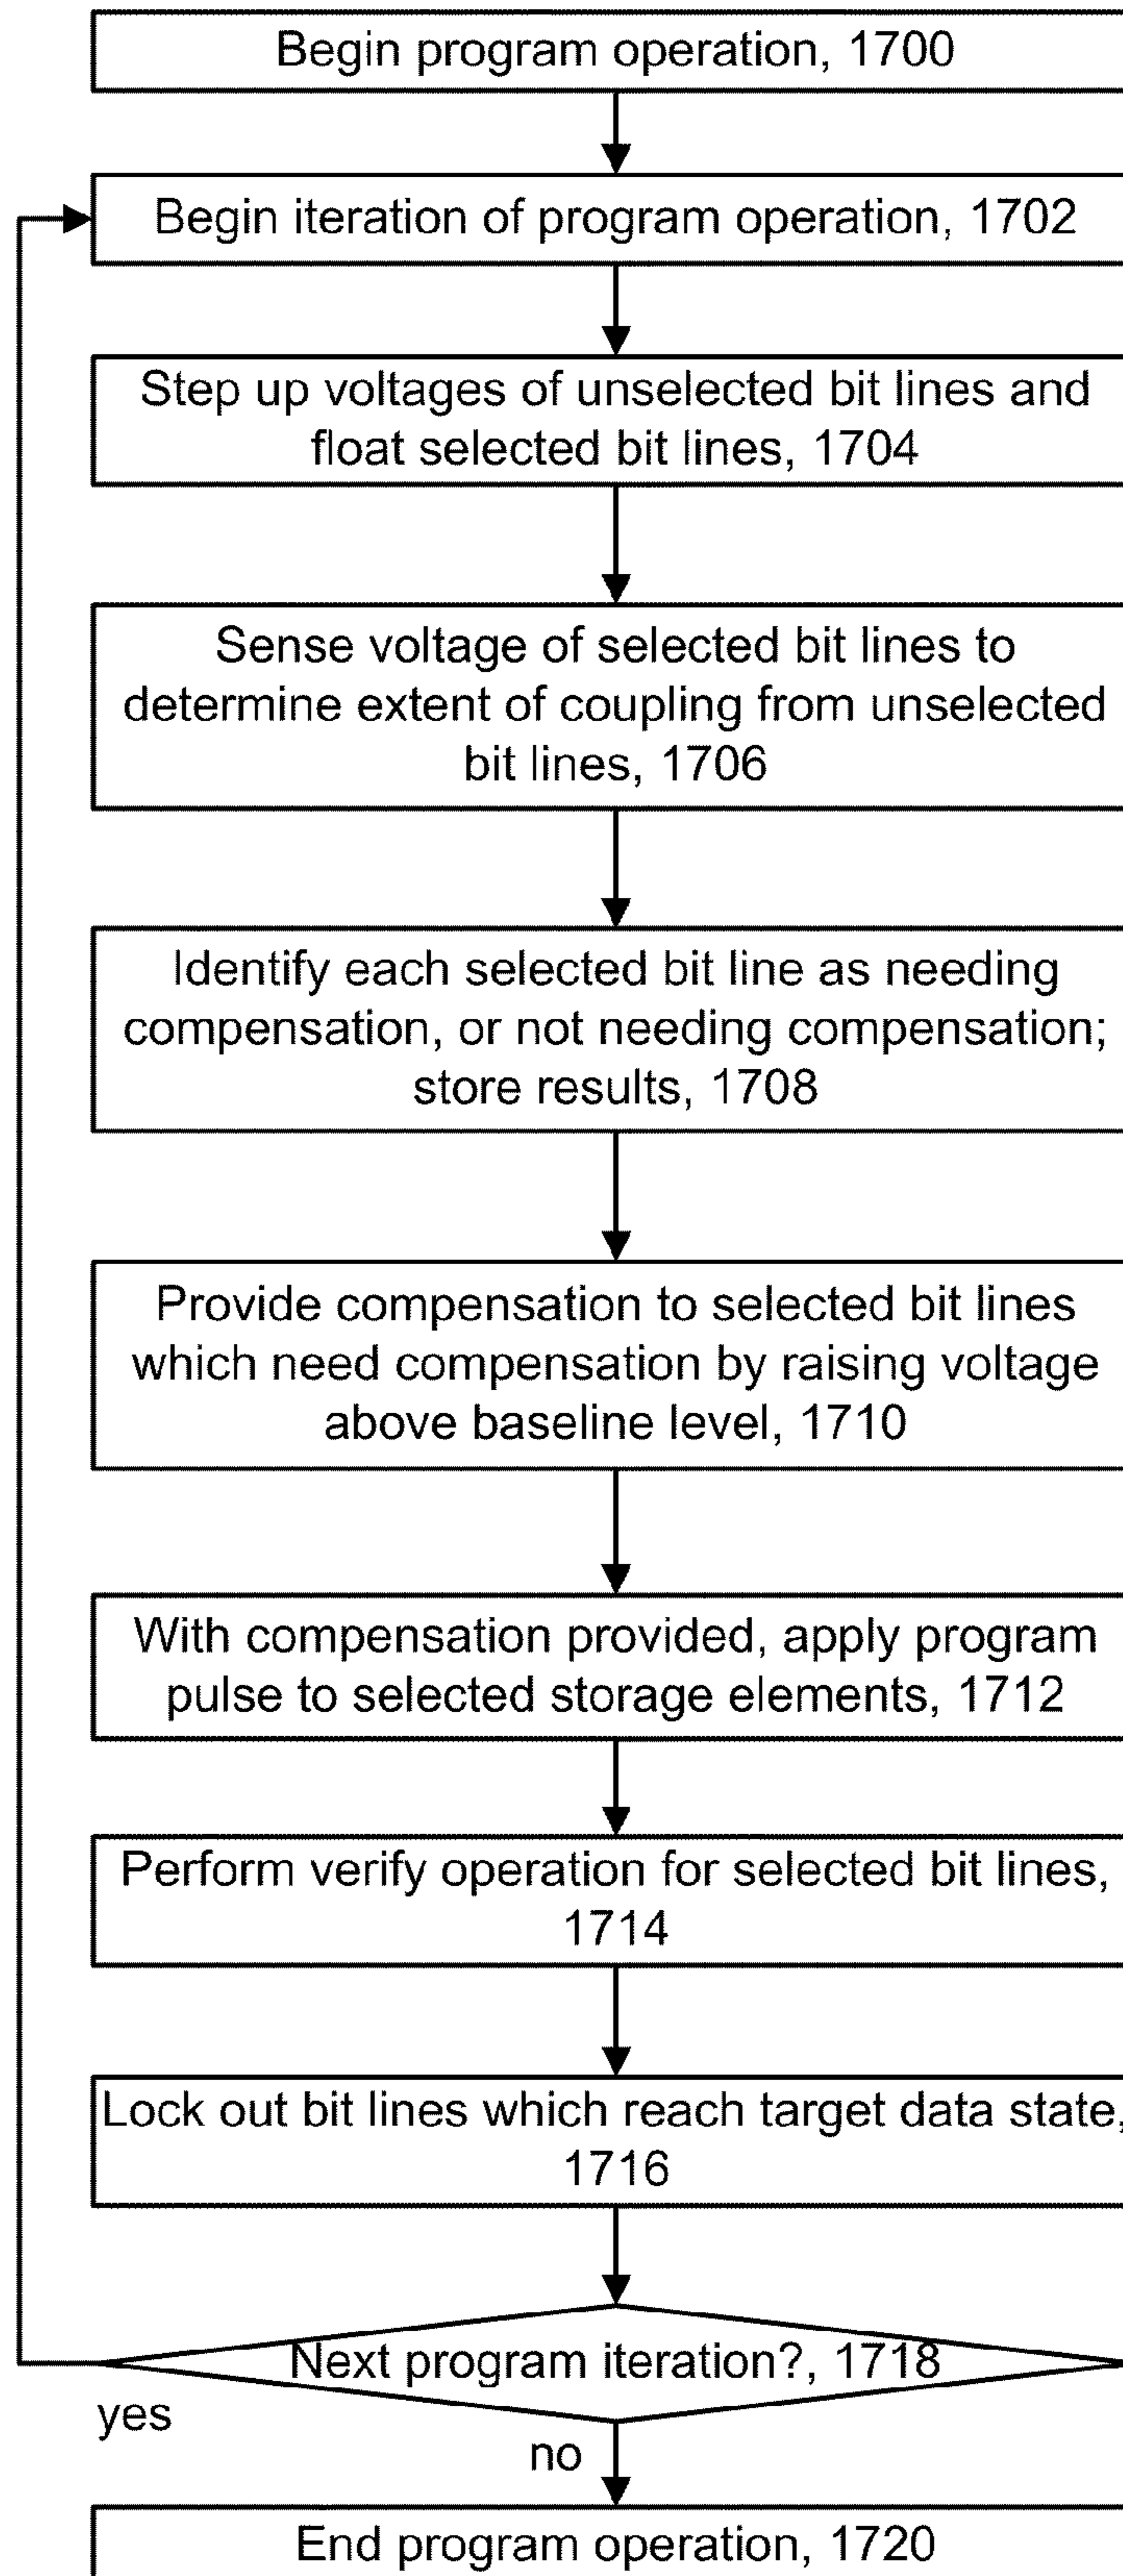 Begin program operation, 1700
Begin iteration of program operation, 1702
Step up voltages of unselected bit lines and
float selected bit lines, 1704
Sense voltage of selected bit lines to
determine extent of coupling from unselected
bit lines, 1706
Identify each selected bit line as needing
compensation, or not needing compensation;
store results, 1708
Provide compensation to selected bit lines
which need compensation by raising voltage
above baseline level, 1710
With compensation provided, apply program
pulse to selected storage elements, 1712
Perform verify operation for selected bit lines,
1714
Lock out bit lines which reach target data state,
1716
Next program iteration?, 1718
yes
no
End program operation, 1720